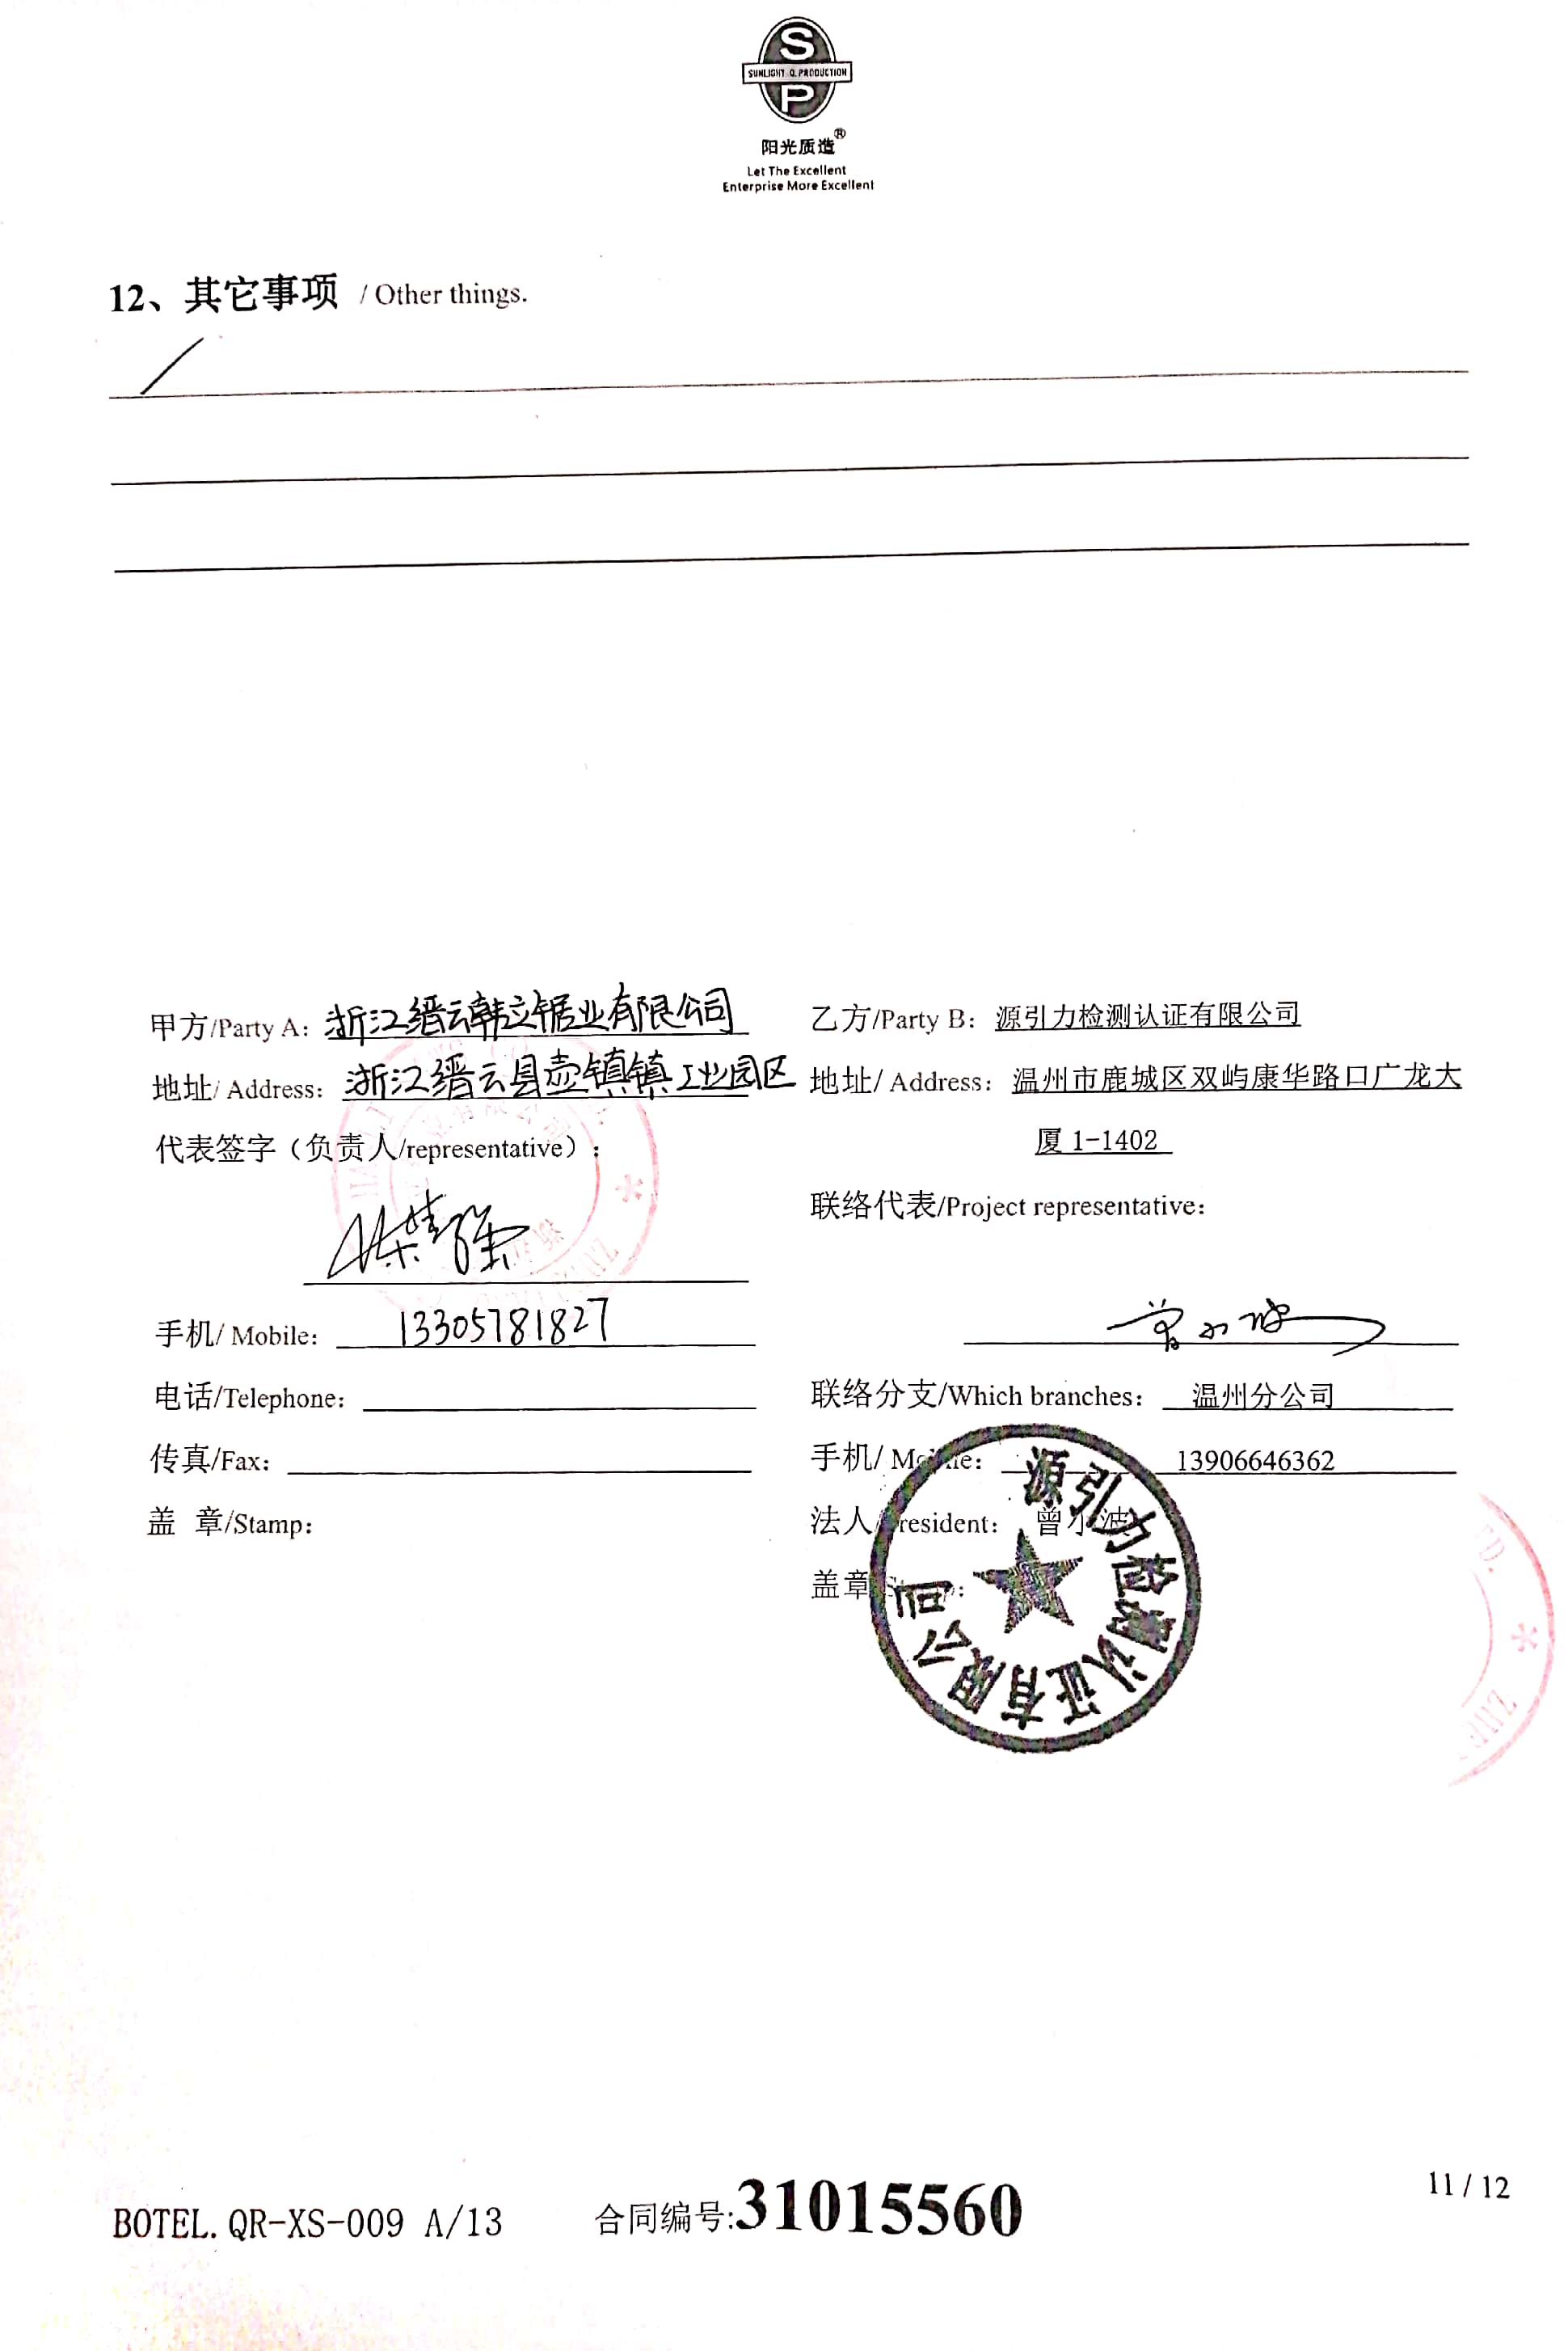 S
SUNLIGHT Q. PRODUCTION
P
阳光质造®
Let The Excellent
Enterprise More Excellent
12、其它事项 / Other things.
/
甲方/Party A: 浙江缙云韩立锯业有限公司
地址/ Address: 浙江缙云县壶镇镇工业园区
代表签字（负责人/representative）:
手机/ Mobile: 13305781827
电话/Telephone:
传真/Fax:
盖 章/Stamp:
乙方/Party B: 源引力检测认证有限公司
地址/ Address: 温州市鹿城区双屿康华路口广龙大
厦 1-1402
联络代表/Project representative:
曾小波
联络分支/Which branches: 温州分公司
手机/ Mobile: 13906646362
法人/President: 曾小波
盖章
源引力检测认证有限公司
BOTEL. QR-XS-009 A/13
合同编号:31015560
11 / 12